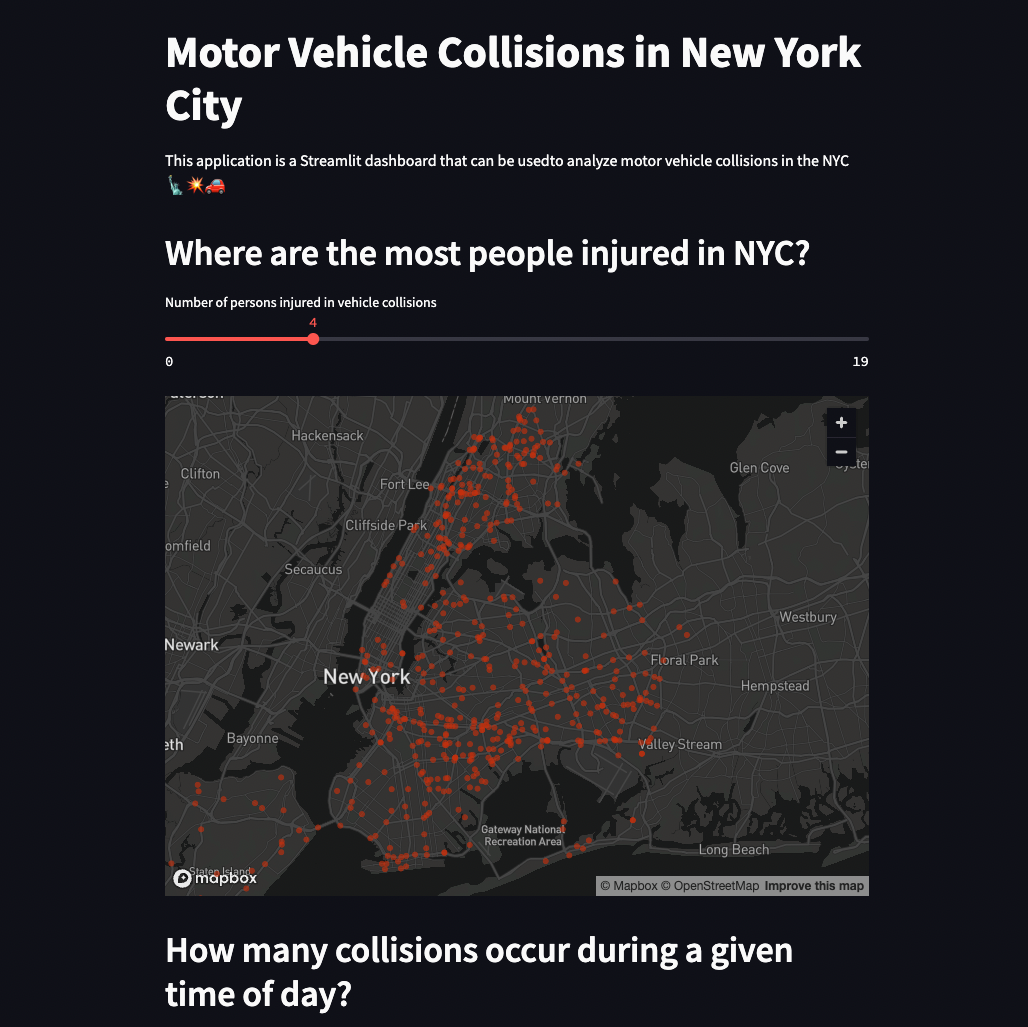 Motor Vehicle Collisions in New York
City
This application is a Streamlit dashboard that can be usedto analyze motor vehicle collisions in the NYC
🗽💥🚗
Where are the most people injured in NYC?
Number of persons injured in vehicle collisions
4
0
19
Mount Vernon
+
Hackensack
−
Glen Cove
Clifton
Fort Lee
Cliffside Park
omfield
Secaucus
Westbury
Newark
Floral Park
New York
Hempstead
Bayonne
eth
Valley Stream
Gateway National
Recreation Area
Long Beach
Staten Island
mapbox
© Mapbox © OpenStreetMap Improve this map
How many collisions occur during a given
time of day?